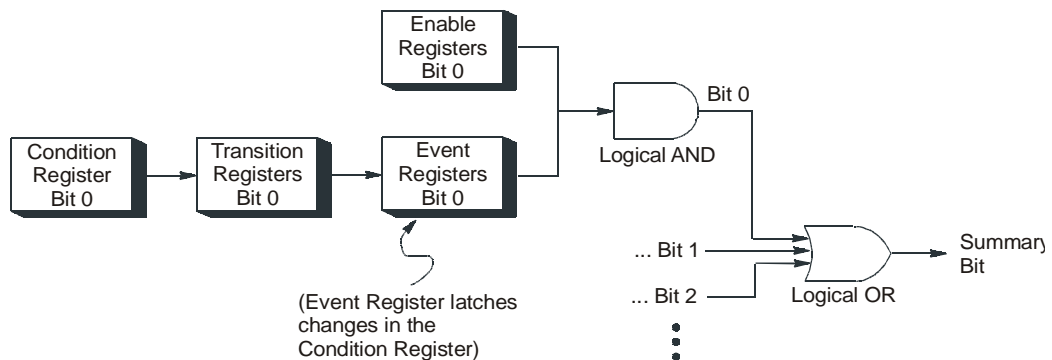 Enable
Registers
Bit 0
Bit 0
Logical AND
Condition
Register
Bit 0
Transition
Registers
Bit 0
Event
Registers
Bit 0
... Bit 1
... Bit 2
Logical OR
Summary
Bit
(Event Register latches
changes in the
Condition Register)